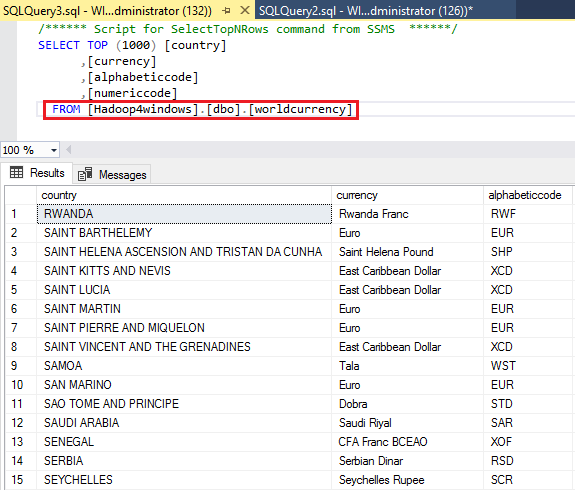 SQLQuery3.sql - WI...dministrator (132)) SQLQuery2.sql - WI...dministrator (126))*
/****** Script for SelectTopNRows command from SSMS ******/
SELECT TOP (1000) [country]
,[currency]
,[alphabeticcode]
,[numericcode]
FROM [Hadoop4windows].[dbo].[worldcurrency]
100 %
Results Messages
country currency alphabeticcode
1 RWANDA Rwanda Franc RWF
2 SAINT BARTHELEMY Euro EUR
3 SAINT HELENA ASCENSION AND TRISTAN DA CUNHA Saint Helena Pound SHP
4 SAINT KITTS AND NEVIS East Caribbean Dollar XCD
5 SAINT LUCIA East Caribbean Dollar XCD
6 SAINT MARTIN Euro EUR
7 SAINT PIERRE AND MIQUELON Euro EUR
8 SAINT VINCENT AND THE GRENADINES East Caribbean Dollar XCD
9 SAMOA Tala WST
10 SAN MARINO Euro EUR
11 SAO TOME AND PRINCIPE Dobra STD
12 SAUDI ARABIA Saudi Riyal SAR
13 SENEGAL CFA Franc BCEAO XOF
14 SERBIA Serbian Dinar RSD
15 SEYCHELLES Seychelles Rupee SCR